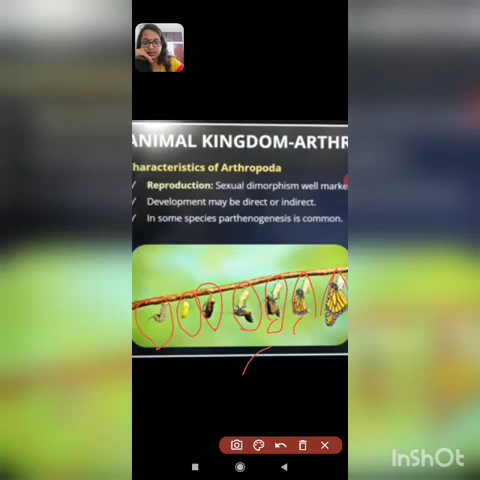 ANIMAL KINGDOM-ARTHR
haracteristics of Arthropoda
✓ Reproduction: Sexual dimorphism well marke
✓ Development may be direct or indirect.
✓ In some species parthenogenesis is common.
InShOt